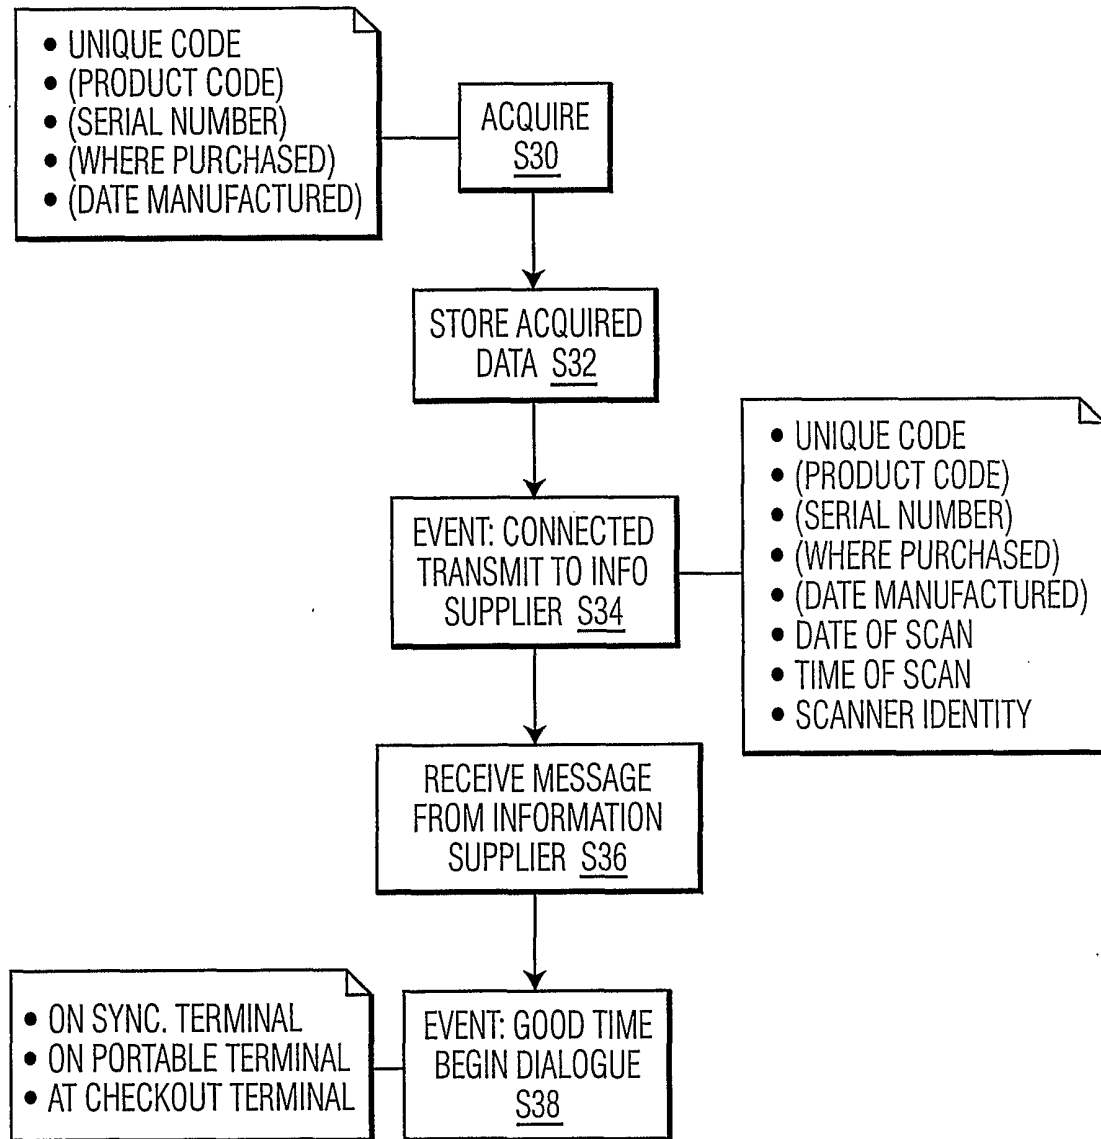 • UNIQUE CODE
• (PRODUCT CODE)
• (SERIAL NUMBER)
• (WHERE PURCHASED)
• (DATE MANUFACTURED)
ACQUIRE
S30
STORE ACQUIRED
DATA S32
EVENT: CONNECTED
TRANSMIT TO INFO
SUPPLIER S34
• UNIQUE CODE
• (PRODUCT CODE)
• (SERIAL NUMBER)
• (WHERE PURCHASED)
• (DATE MANUFACTURED)
• DATE OF SCAN
• TIME OF SCAN
• SCANNER IDENTITY
RECEIVE MESSAGE
FROM INFORMATION
SUPPLIER S36
• ON SYNC. TERMINAL
• ON PORTABLE TERMINAL
• AT CHECKOUT TERMINAL
EVENT: GOOD TIME
BEGIN DIALOGUE
S38